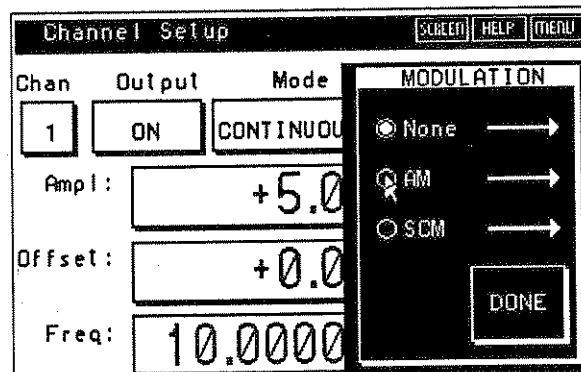 Channel Setup SCREEN HELP MENU
Chan Output Mode
1 ON CONTINUOU
Ampl: +5.0
Offset: +0.0
Freq: 10.0000
MODULATION
None
AM
SCM
DONE